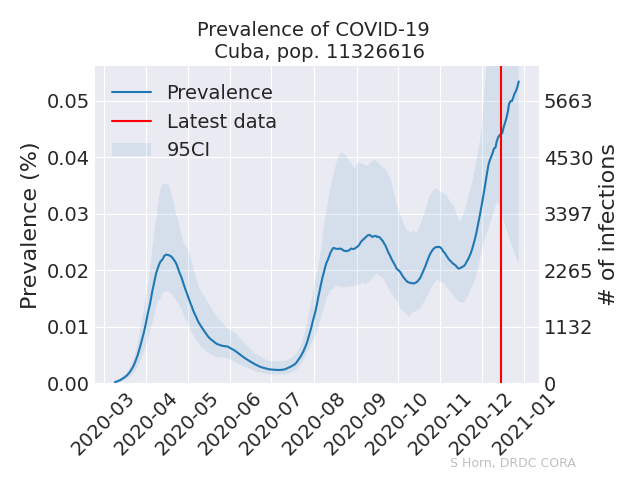 Prevalence of COVID-19
Cuba, pop. 11326616
Prevalence
Latest data
95CI
Prevalence (%)
0.05
0.04
0.03
0.02
0.01
0.00
5663
4530
3397
2265
1132
0
# of infections
2020-03
2020-04
2020-05
2020-06
2020-07
2020-08
2020-09
2020-10
2020-11
2020-12
2021-01
S Horn, DRDC CORA